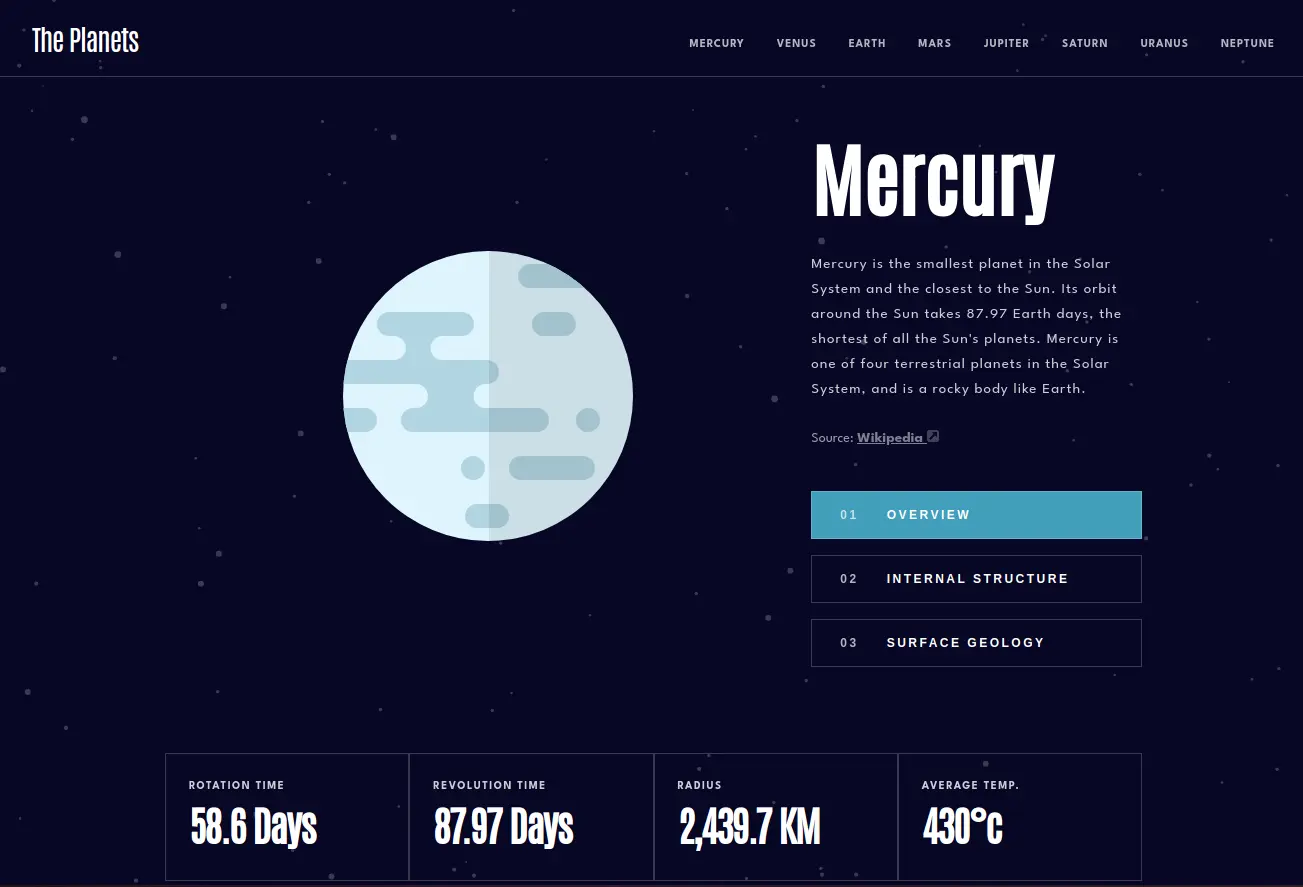 The Planets
MERCURY VENUS EARTH MARS JUPITER SATURN URANUS NEPTUNE
Mercury
Mercury is the smallest planet in the Solar
System and the closest to the Sun. Its orbit
around the Sun takes 87.97 Earth days, the
shortest of all the Sun's planets. Mercury is
one of four terrestrial planets in the Solar
System, and is a rocky body like Earth.
Source: Wikipedia
01 OVERVIEW
02 INTERNAL STRUCTURE
03 SURFACE GEOLOGY
ROTATION TIME
58.6 Days
REVOLUTION TIME
87.97 Days
RADIUS
2,439.7 KM
AVERAGE TEMP.
430°c